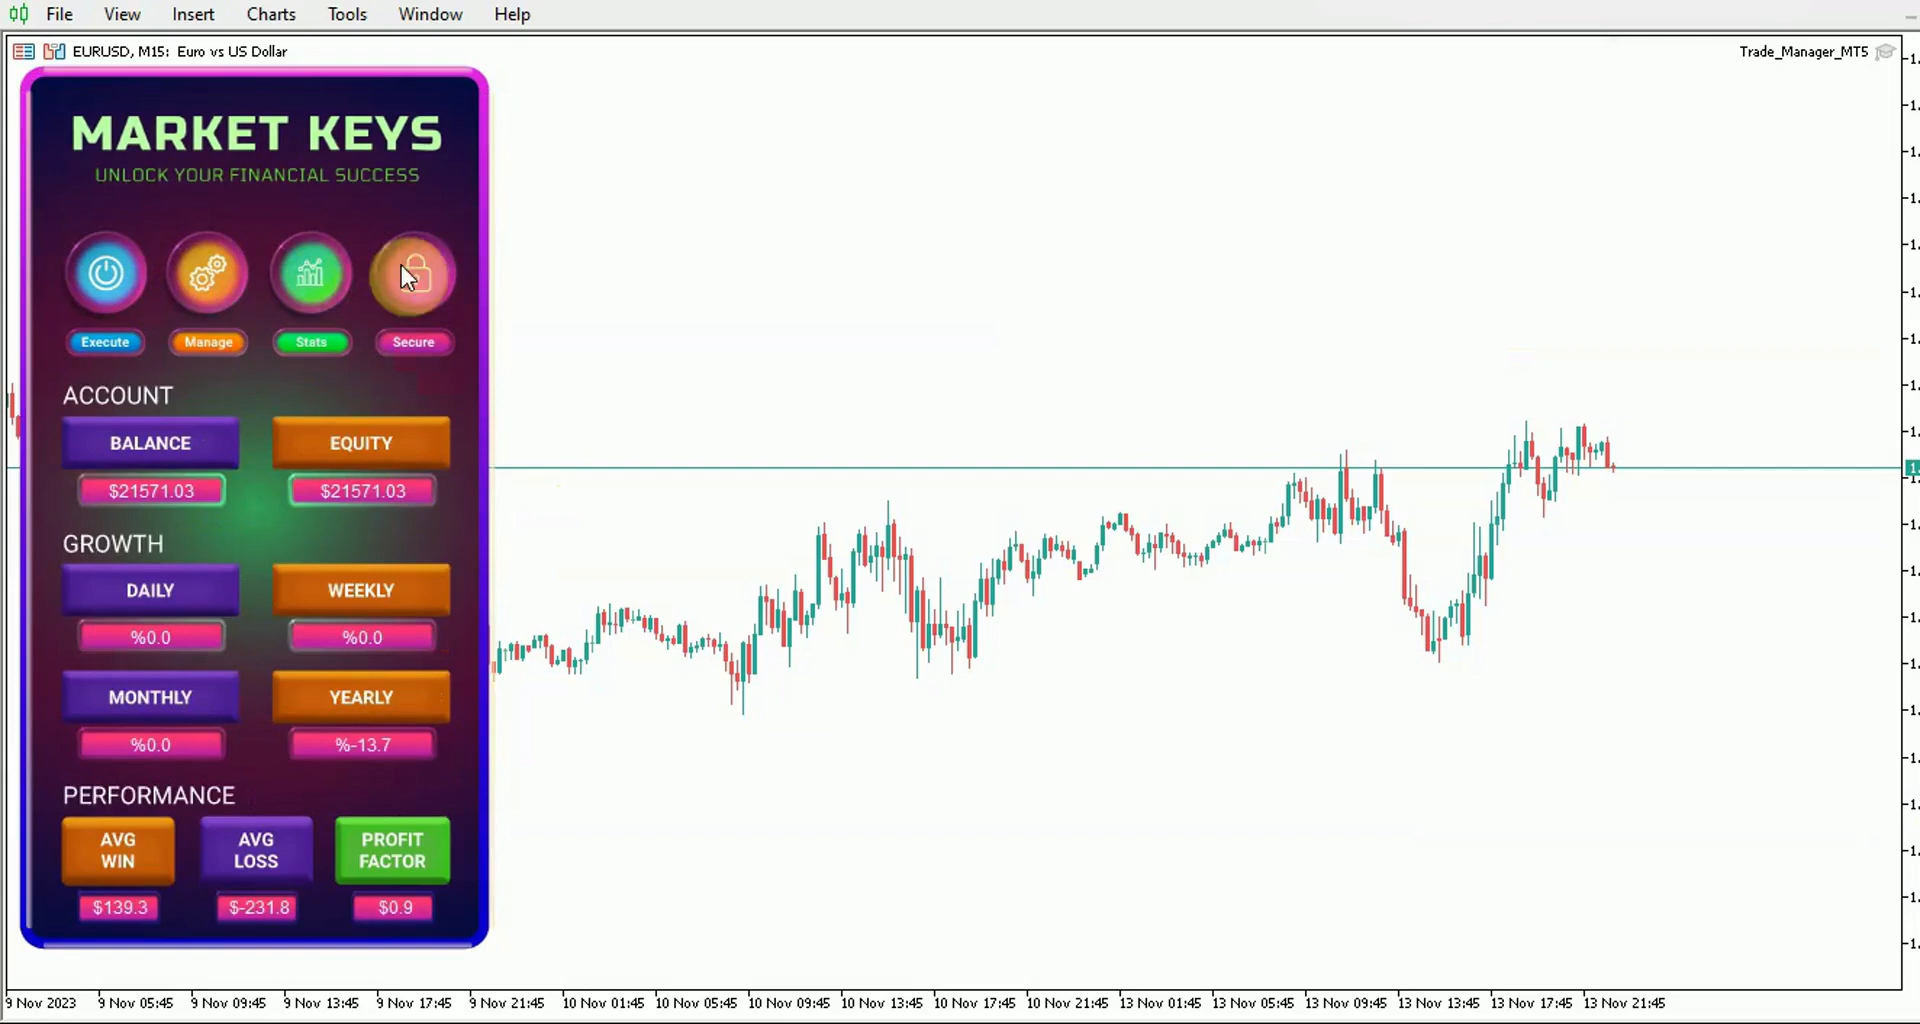 File View Insert Charts Tools Window Help
EURUSD, M15: Euro vs US Dollar
Trade_Manager_MT5
MARKET KEYS
UNLOCK YOUR FINANCIAL SUCCESS
Execute Manage Stats Secure
ACCOUNT
BALANCE EQUITY
$21571.03 $21571.03
GROWTH
DAILY WEEKLY
%0.0 %0.0
MONTHLY YEARLY
%0.0 %-13.7
PERFORMANCE
AVG WIN
AVG LOSS
PROFIT FACTOR
$139.3 $-231.8 $0.9
9 Nov 2023 9 Nov 05:45 9 Nov 09:45 9 Nov 13:45 9 Nov 17:45 9 Nov 21:45 10 Nov 01:45 10 Nov 05:45 10 Nov 09:45 10 Nov 13:45 10 Nov 17:45 10 Nov 21:45 13 Nov 01:45 13 Nov 05:45 13 Nov 09:45 13 Nov 13:45 13 Nov 17:45 13 Nov 21:45